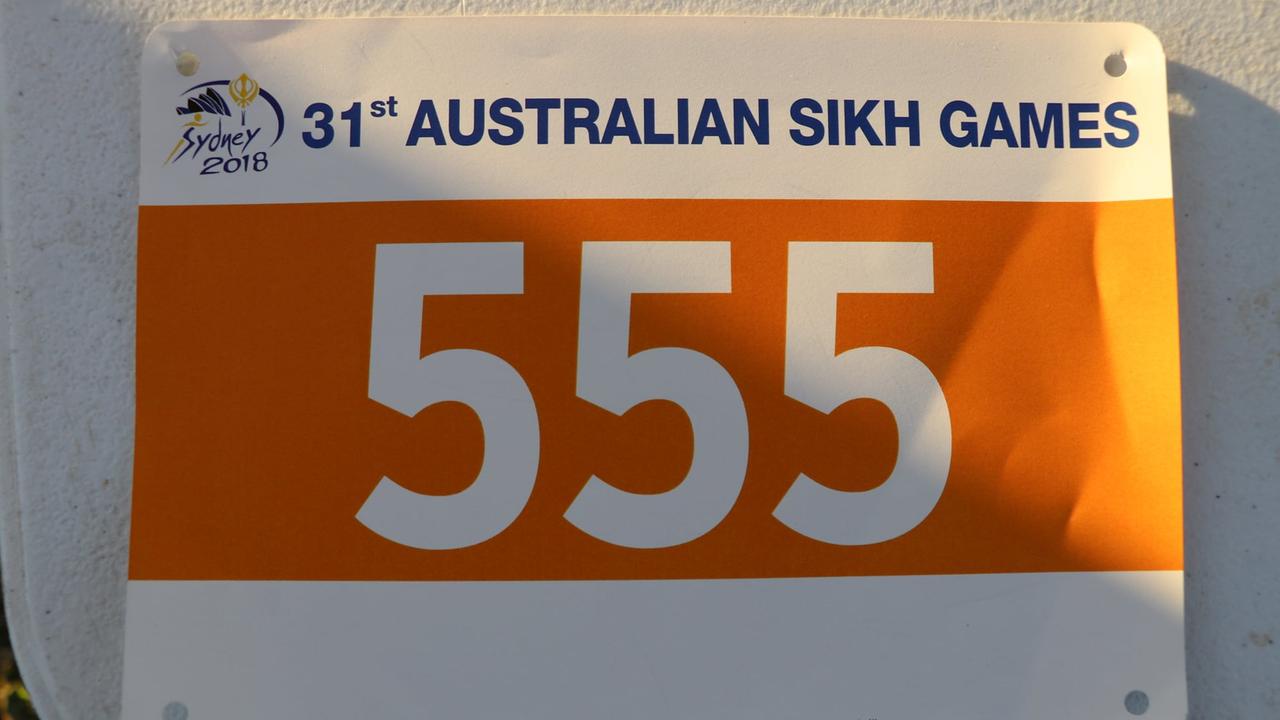 Sydney
2018
31st AUSTRALIAN SIKH GAMES
555